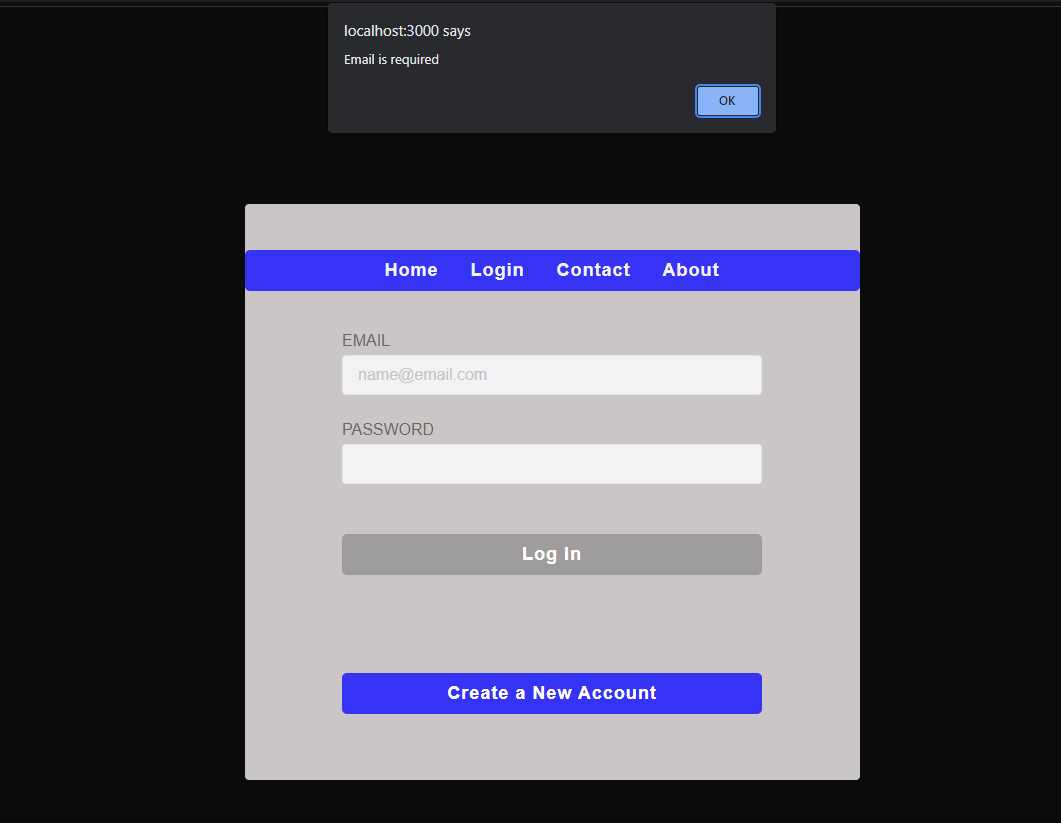 localhost:3000 says
Email is required
OK
Home Login Contact About
EMAIL
name@email.com
PASSWORD
Log In
Create a New Account